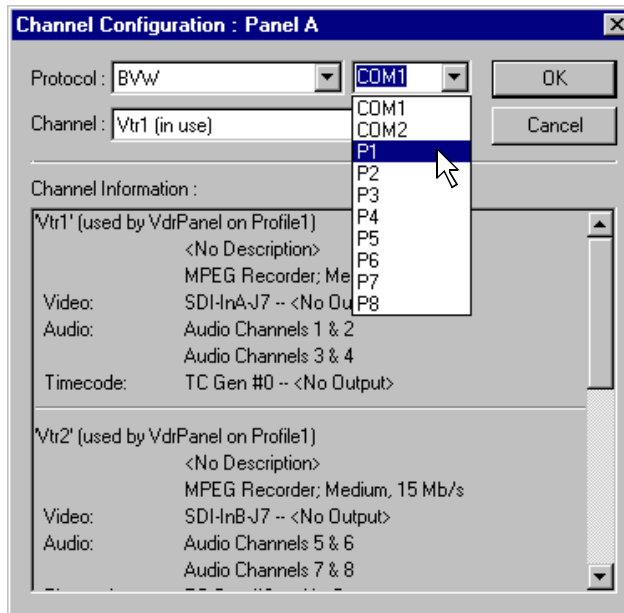 Channel Configuration : Panel A
Protocol : BVW COM1 OK
Channel : Vtr1 (in use) Cancel
COM1
COM2
P1
P2
P3
P4
P5
P6
P7
P8
Channel Information :
'Vtr1' (used by VdrPanel on Profile1)
<No Description>
MPEG Recorder; Me
Video: SDI-InA-J7 -- <No Ou
Audio: Audio Channels 1 & 2
Audio Channels 3 & 4
Timecode: TC Gen #0 -- <No Output>
'Vtr2' (used by VdrPanel on Profile1)
<No Description>
MPEG Recorder; Medium, 15 Mb/s
Video: SDI-InB-J7 -- <No Output>
Audio: Audio Channels 5 & 6
Audio Channels 7 & 8